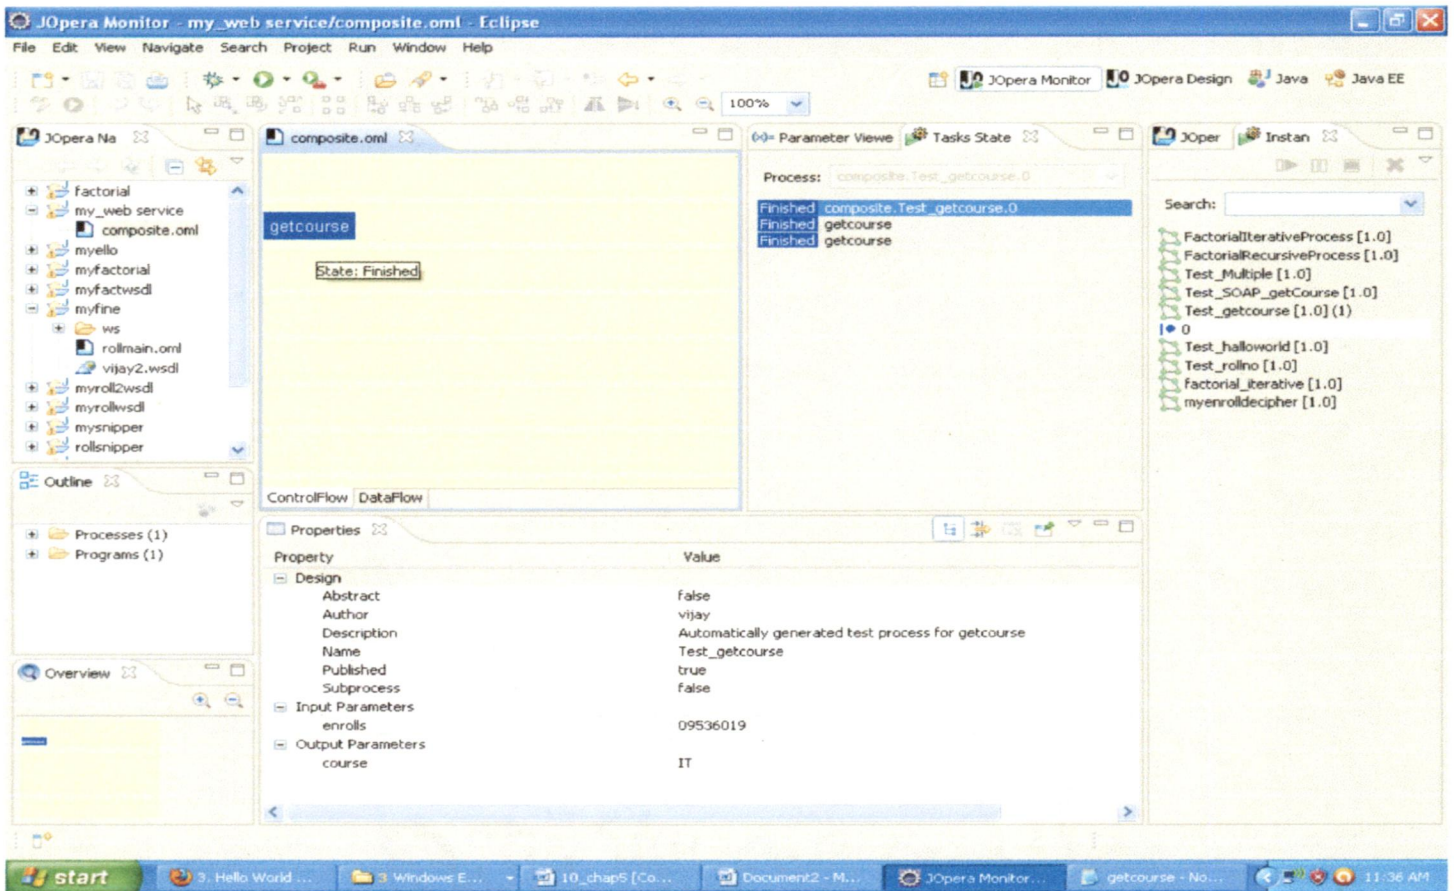 JOpera Monitor - my_web service/composite.oml - Eclipse
File Edit View Navigate Search Project Run Window Help
JOpera Monitor JOpera Design Java Java EE
100%
JOpera Na
factorial
my_web service
composite.oml
myello
myfactorial
myfactwsdl
myfine
ws
rollmain.oml
vijay2.wsdl
myroll2wsdl
myrollwsdl
mysnipper
rollsnipper
composite.oml
getcourse
State: Finished
ControlFlow DataFlow
(x)= Parameter Viewe Tasks State
Process: composite.Test_getcourse.0
Finished composite.Test_getcourse.0
Finished getcourse
Finished getcourse
JOper Instan
Search:
FactorialIterativeProcess [1.0]
FactorialRecursiveProcess [1.0]
Test_Multiple [1.0]
Test_SOAP_getCourse [1.0]
Test_getcourse [1.0] (1)
0
Test_halloworld [1.0]
Test_rollno [1.0]
factorial_iterative [1.0]
myenrolldecipher [1.0]
Outline
Processes (1)
Programs (1)
Overview
Properties
Property Value
Design
Abstract false
Author vijay
Description Automatically generated test process for getcourse
Name Test_getcourse
Published true
Subprocess false
Input Parameters
enrolls 09536019
Output Parameters
course IT
start 3. Hello World ... 3 Windows E... 10_chap5 [Co... Document2 - M... JOpera Monitor... getcourse - No... 11:36 AM